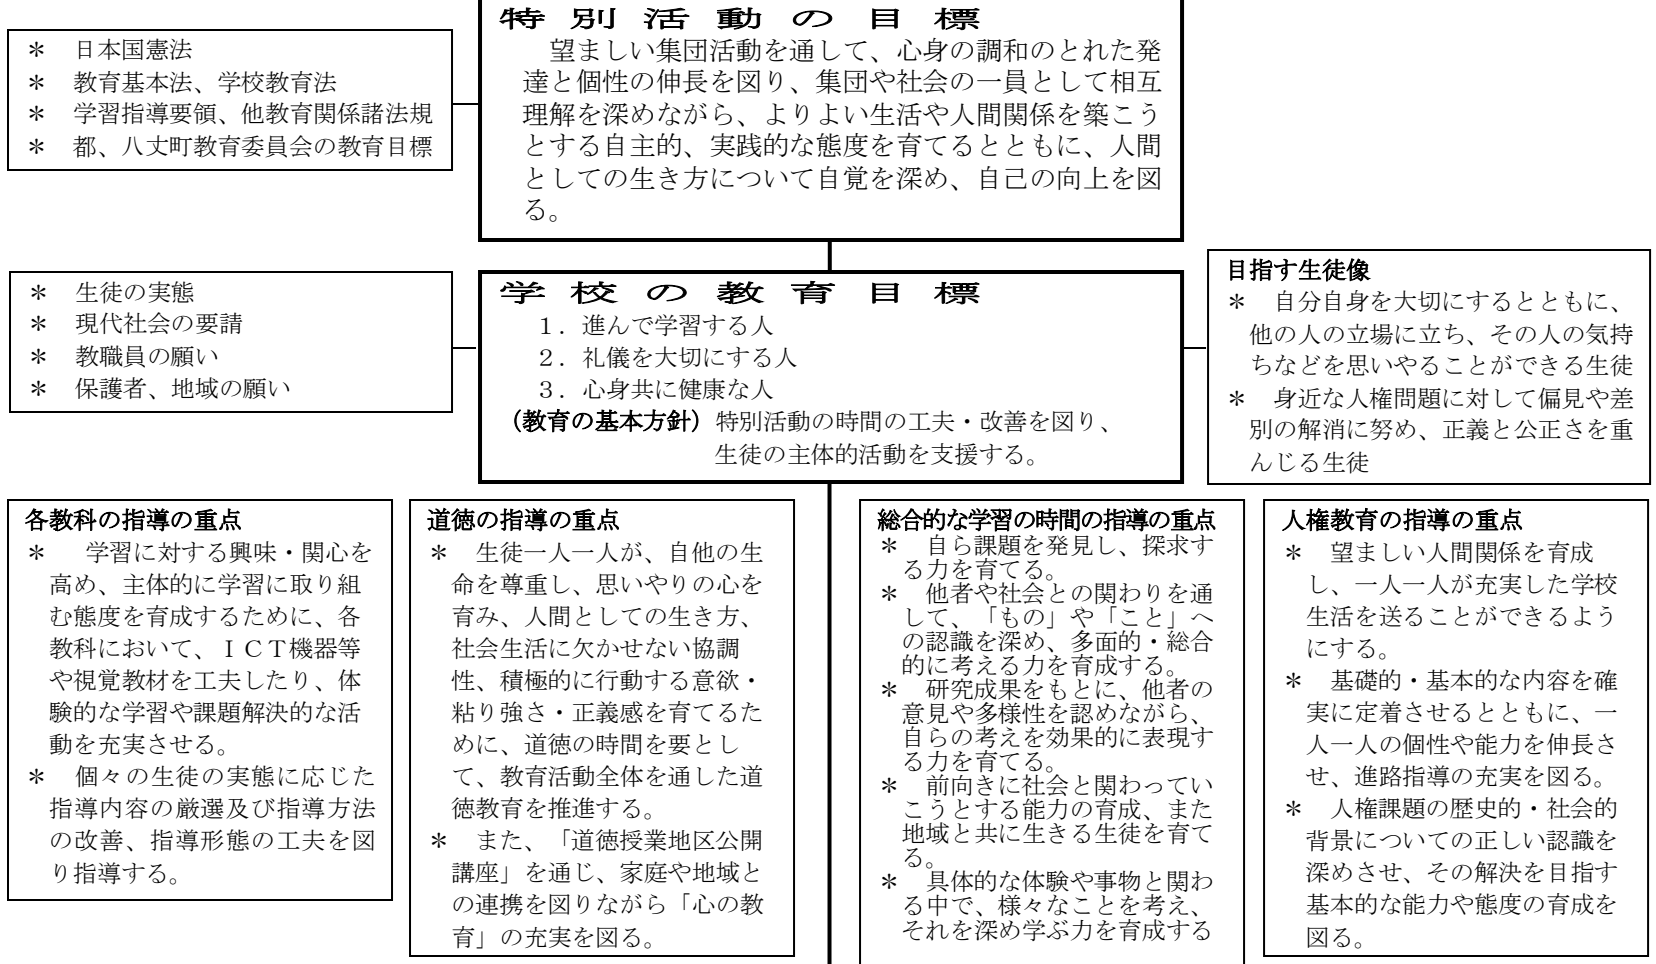 ＊　日本国憲法
＊　教育基本法、学校教育法
＊　学習指導要領、他教育関係諸法規
＊　都、八丈町教育委員会の教育目標
特別活動の目標
望ましい集団活動を通して、心身の調和のとれた発
達と個性の伸長を図り、集団や社会の一員として相互
理解を深めながら、よりよい生活や人間関係を築こう
とする自主的、実践的な態度を育てるとともに、人間
としての生き方について自覚を深め、自己の向上を図
る。
＊　生徒の実態
＊　現代社会の要請
＊　教職員の願い
＊　保護者、地域の願い
学校の教育目標
１．進んで学習する人
２．礼儀を大切にする人
３．心身共に健康な人
（教育の基本方針）特別活動の時間の工夫・改善を図り、
生徒の主体的活動を支援する。
目指す生徒像
＊　自分自身を大切にするとともに、
他の人の立場に立ち、その人の気持
ちなどを思いやることができる生徒
＊　身近な人権問題に対して偏見や差
別の解消に努め、正義と公正さを重
んじる生徒
各教科の指導の重点
＊　学習に対する興味・関心を
高め、主体的に学習に取り組
む態度を育成するために、各
教科において、ＩＣＴ機器等
や視覚教材を工夫したり、体
験的な学習や課題解決的な活
動を充実させる。
＊　個々の生徒の実態に応じた
指導内容の厳選及び指導方法
の改善、指導形態の工夫を図
り指導する。
道徳の指導の重点
＊　生徒一人一人が、自他の生
命を尊重し、思いやりの心を
育み、人間としての生き方、
社会生活に欠かせない協調
性、積極的に行動する意欲・
粘り強さ・正義感を育てるた
めに、道徳の時間を要とし
て、教育活動全体を通した道
徳教育を推進する。
＊　また、「道徳授業地区公開
講座」を通じ、家庭や地域と
の連携を図りながら「心の教
育」の充実を図る。
総合的な学習の時間の指導の重点
＊　自ら課題を発見し、探求す
る力を育てる。
＊　他者や社会との関わりを通
して、「もの」や「こと」へ
の認識を深め、多面的・総合
的に考える力を育成する。
＊　研究成果をもとに、他者の
意見や多様性を認めながら、
自らの考えを効果的に表現す
る力を育てる。
＊　前向きに社会と関わってい
こうとする能力の育成、また
地域と共に生きる生徒を育て
る。
＊　具体的な体験や事物と関わ
る中で、様々なことを考え、
それを深め学ぶ力を育成する
人権教育の指導の重点
＊　望ましい人間関係を育成
し、一人一人が充実した学校
生活を送ることができるよう
にする。
＊　基礎的・基本的な内容を確
実に定着させるとともに、一
人一人の個性や能力を伸長さ
せ、進路指導の充実を図る。
＊　人権課題の歴史的・社会的
背景についての正しい認識を
深めさせ、その解決を目指す
基本的な能力や態度の育成を
図る。